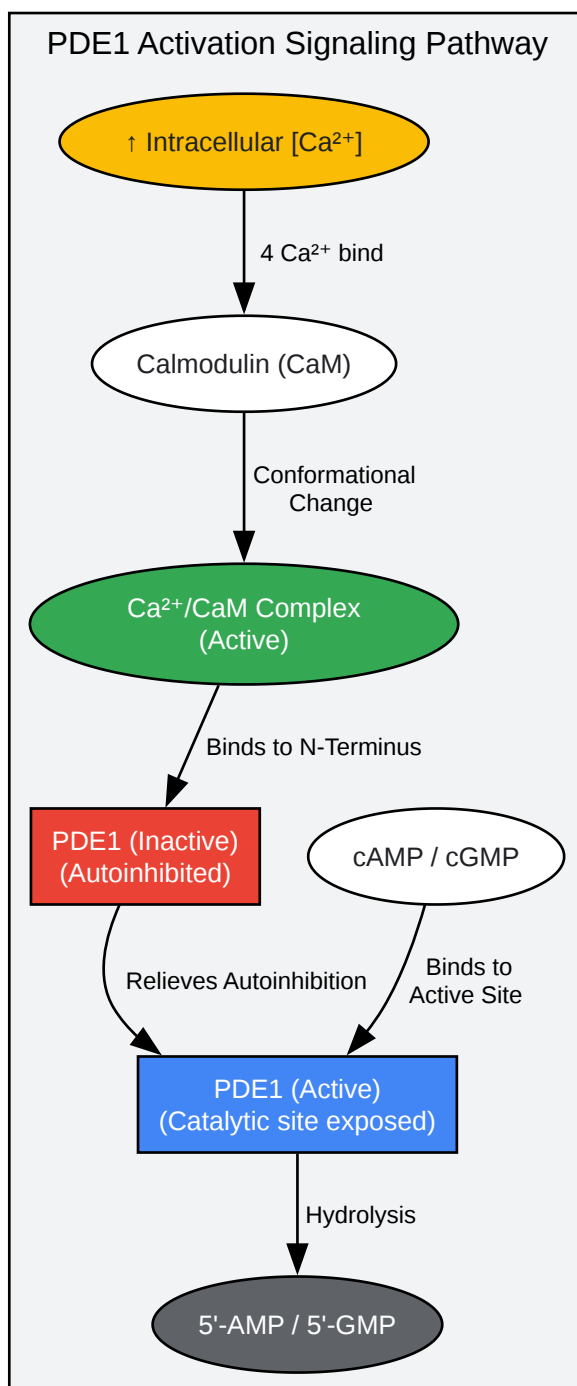 PDE1 Activation Signaling Pathway
↑ Intracellular [Ca²⁺]
4 Ca²⁺ bind
Calmodulin (CaM)
Conformational
Change
Ca²⁺/CaM Complex
(Active)
Binds to N-Terminus
PDE1 (Inactive)
(Autoinhibited)
cAMP / cGMP
Relieves Autoinhibition
Binds to
Active Site
PDE1 (Active)
(Catalytic site exposed)
Hydrolysis
5'-AMP / 5'-GMP